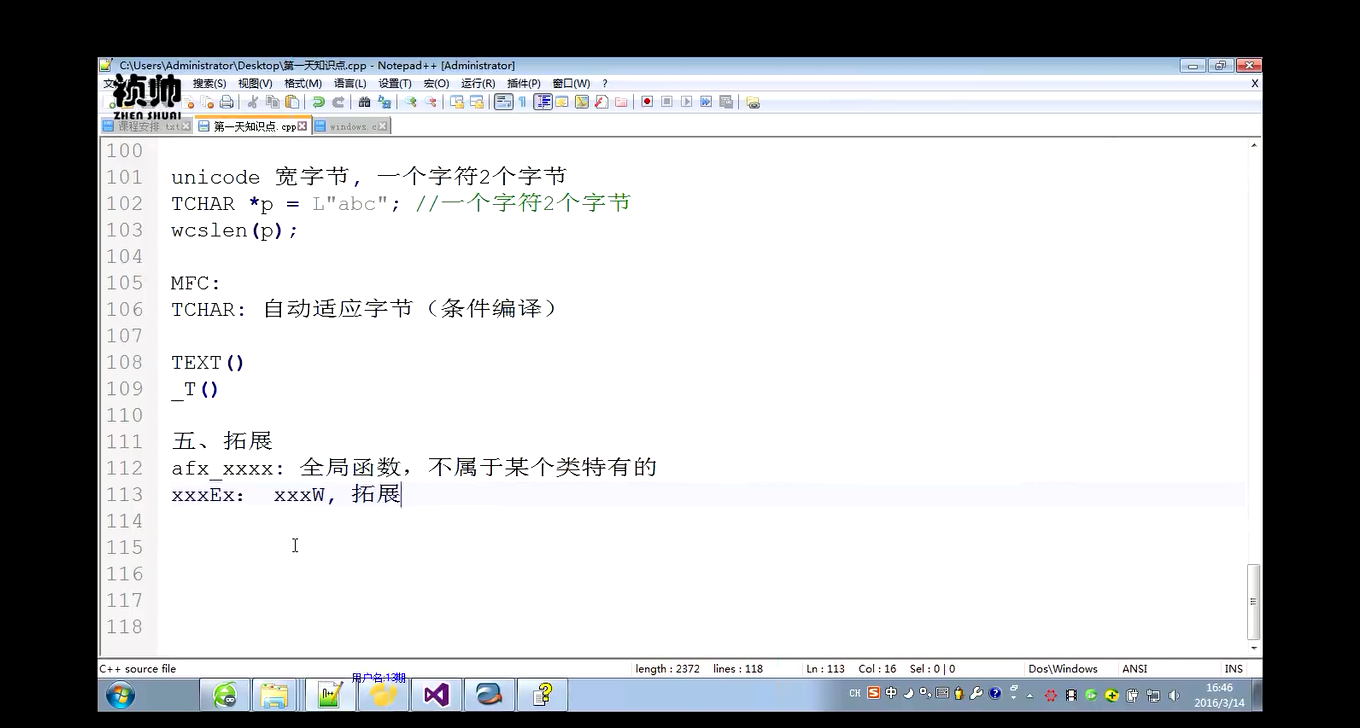 C:\Users\Administrator\Desktop\第一天知识点.cpp - Notepad++ [Administrator]
搜索(S) 视图(V) 格式(M) 语言(L) 设置(T) 宏(O) 运行(R) 插件(P) 窗口(W) ? X
祯帅
ZHEN SHUAI
课程安排.txt 第一天知识点.cpp windows.c
100
101 unicode 宽字节, 一个字符2个字节
102 TCHAR *p = L"abc"; //一个字符2个字节
103 wcslen(p);
104
105 MFC:
106 TCHAR: 自动适应字节（条件编译）
107
108 TEXT()
109 _T()
110
111 五、拓展
112 afx_xxxx: 全局函数，不属于某个类特有的
113 xxxEx: xxxW, 拓展
114
115
116
117
118
C++ source file length : 2372 lines : 118 Ln : 113 Col : 16 Sel : 0 | 0 Dos\Windows ANSI INS
用户名:13期
CH 中 16:46
2016/3/14